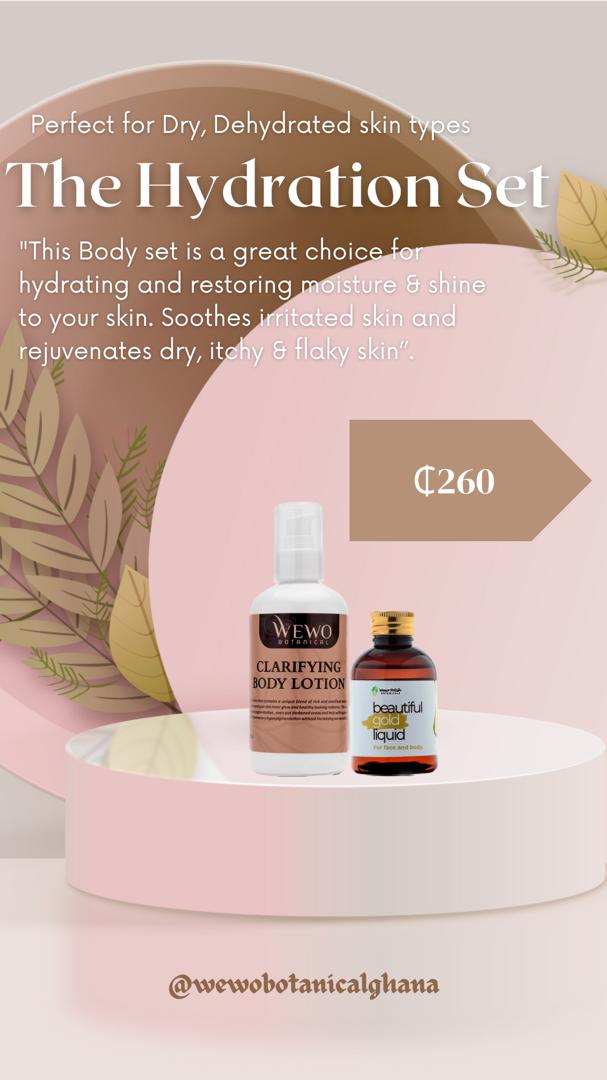 Perfect for Dry, Dehydrated skin types
The Hydration Set
"This Body set is a great choice for
hydrating and restoring moisture & shine
to your skin. Soothes irritated skin and
rejuvenates dry, itchy & flaky skin”.
₵260
WEWO
BOTANICAL
CLARIFYING
BODY LOTION
beautiful
gold
liquid
For face and body.
@wewobotanicalghana